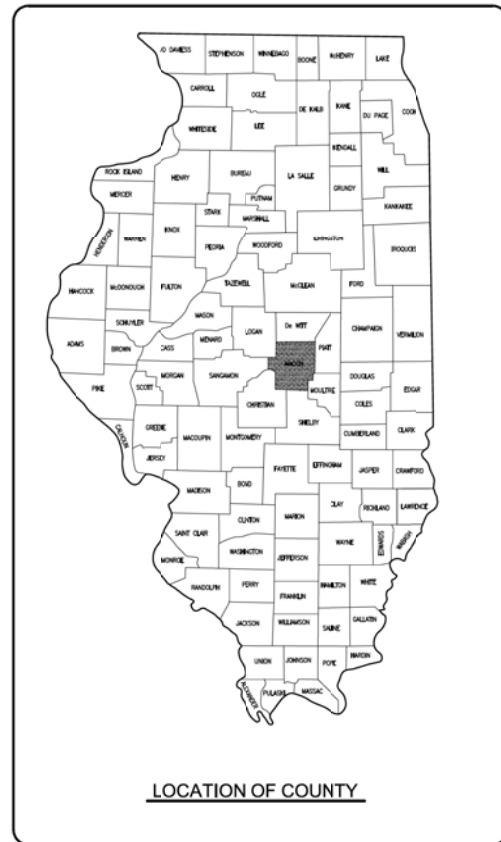 JO DAVIESS
STEPHENSON
WINNEBAGO
BOONE
McHENRY
LAKE
CARROLL
OGLE
DE KALB
KANE
COOK
DU PAGE
WHITESIDE
LEE
KENDALL
WILL
ROCK ISLAND
HENRY
BUREAU
LA SALLE
GRUNDY
MERCER
PUTNAM
KANKAKEE
STARK
MARSHALL
HENDERSON
WARREN
KNOX
PEORIA
WOODFORD
LIVINGSTON
IROQUOIS
TAZEWELL
McCLEAN
FORD
HANCOCK
McDONOUGH
FULTON
MASON
LOGAN
De WITT
CHAMPAIGN
VERMILION
SCHUYLER
MENARD
PIATT
ADAMS
BROWN
CASS
MACON
MORGAN
SANGAMON
DOUGLAS
EDGAR
PIKE
SCOTT
MOULTRIE
COLES
CHRISTIAN
GREENE
SHELBY
CALHOUN
MACOUPIN
MONTGOMERY
CUMBERLAND
CLARK
JERSEY
FAYETTE
EFFINGHAM
JASPER
CRAWFORD
MADISON
BOND
CLAY
RICHLAND
LAWRENCE
CLINTON
MARION
SAINT CLAIR
WAYNE
EDWARDS
WABASH
WASHINGTON
JEFFERSON
MONROE
RANDOLPH
PERRY
HAMILTON
WHITE
FRANKLIN
JACKSON
WILLIAMSON
SALINE
GALLATIN
UNION
JOHNSON
POPE
HARDIN
ALEXANDER
PULASKI
MASSAC
LOCATION OF COUNTY